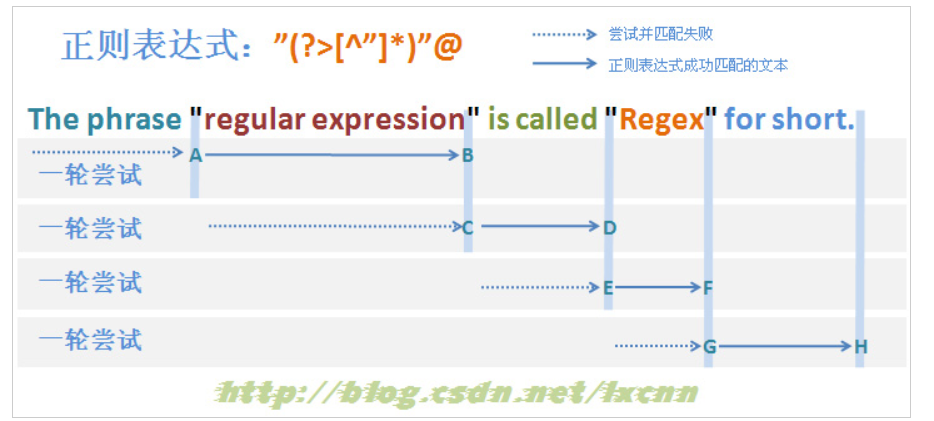 正则表达式：”(?>[^”]*)”@
尝试并匹配失败
正则表达式成功匹配的文本
The phrase "regular expression" is called "Regex" for short.
A B
一轮尝试
一轮尝试 C D
一轮尝试 E F
一轮尝试 G H
http://blog.csdn.net/lxcnn